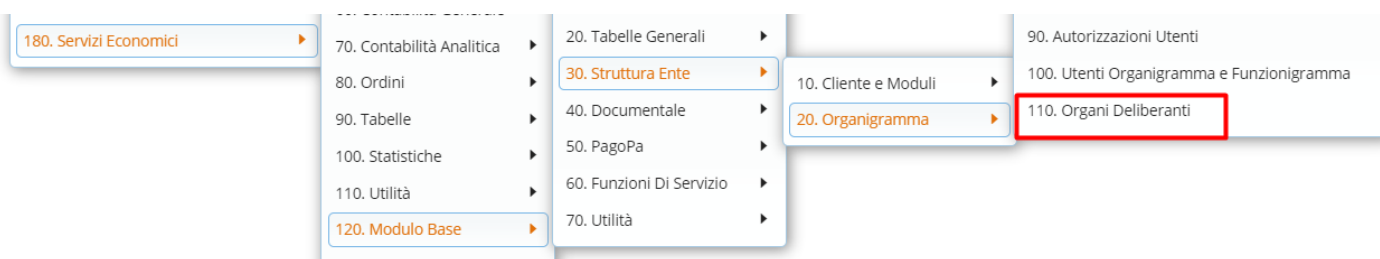 180. Servizi Economici
70. Contabilità Analitica
80. Ordini
90. Tabelle
100. Statistiche
110. Utilità
120. Modulo Base
20. Tabelle Generali
30. Struttura Ente
40. Documentale
50. PagoPa
60. Funzioni Di Servizio
70. Utilità
10. Cliente e Moduli
20. Organigramma
90. Autorizzazioni Utenti
100. Utenti Organigramma e Funzionigramma
110. Organi Deliberanti